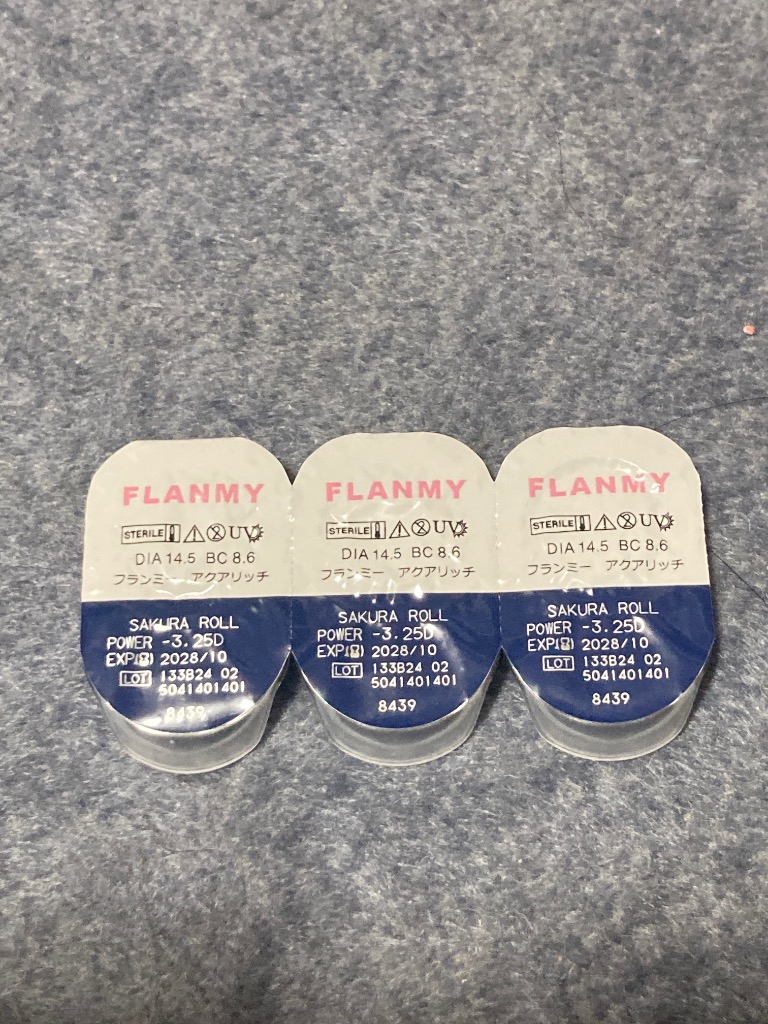 FLANMY
STERILE UV
DIA 14.5 BC 8.6
フランミー アクアリッチ
SAKURA ROLL
POWER -3.25D
EXP 2028/10
LOT 133B24 02
5041401401
8439
FLANMY
STERILE UV
DIA 14.5 BC 8.6
フランミー アクアリッチ
SAKURA ROLL
POWER -3.25D
EXP 2028/10
LOT 133B24 02
5041401401
8439
FLANMY
STERILE UV
DIA 14.5 BC 8.6
フランミー アクアリッチ
SAKURA ROLL
POWER -3.25D
EXP 2028/10
LOT 133B24 02
5041401401
8439